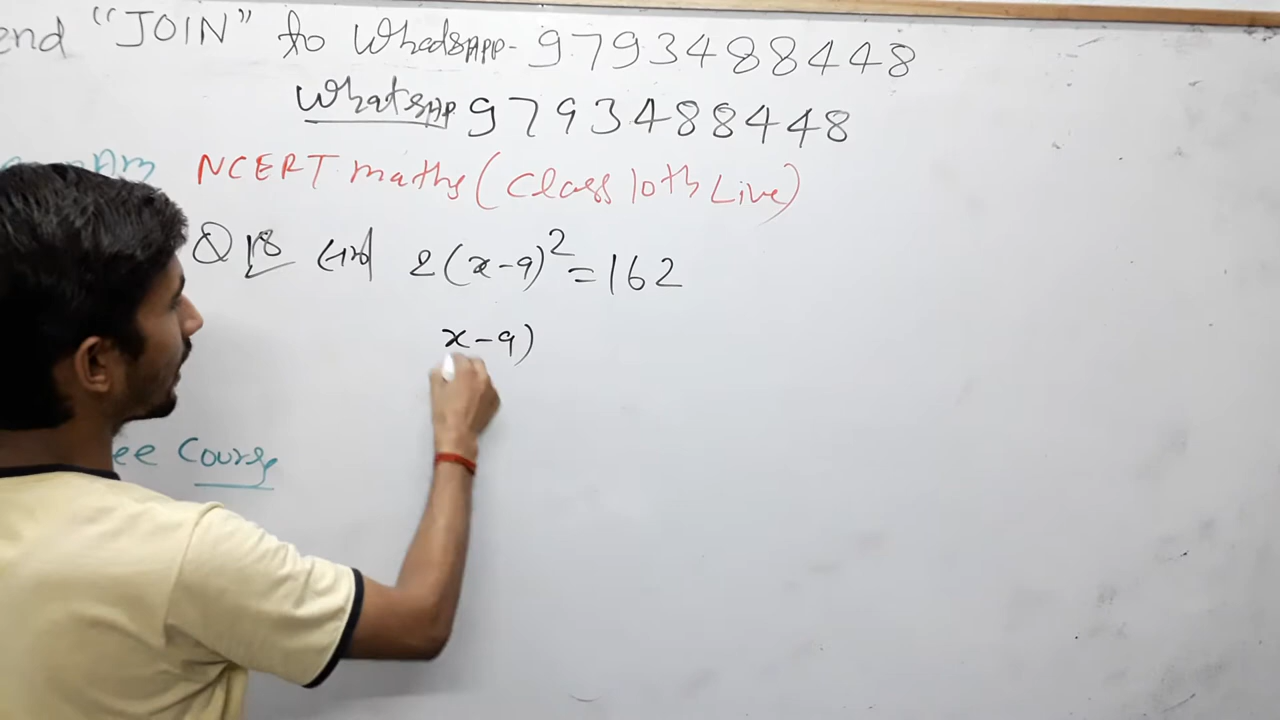 end "JOIN" to WhatsApp- 9793488448
WhatsApp 9793488448
NCERT maths (Class 10th Live)
Q 18 2(x-9)²=162
x-9)
ee Course